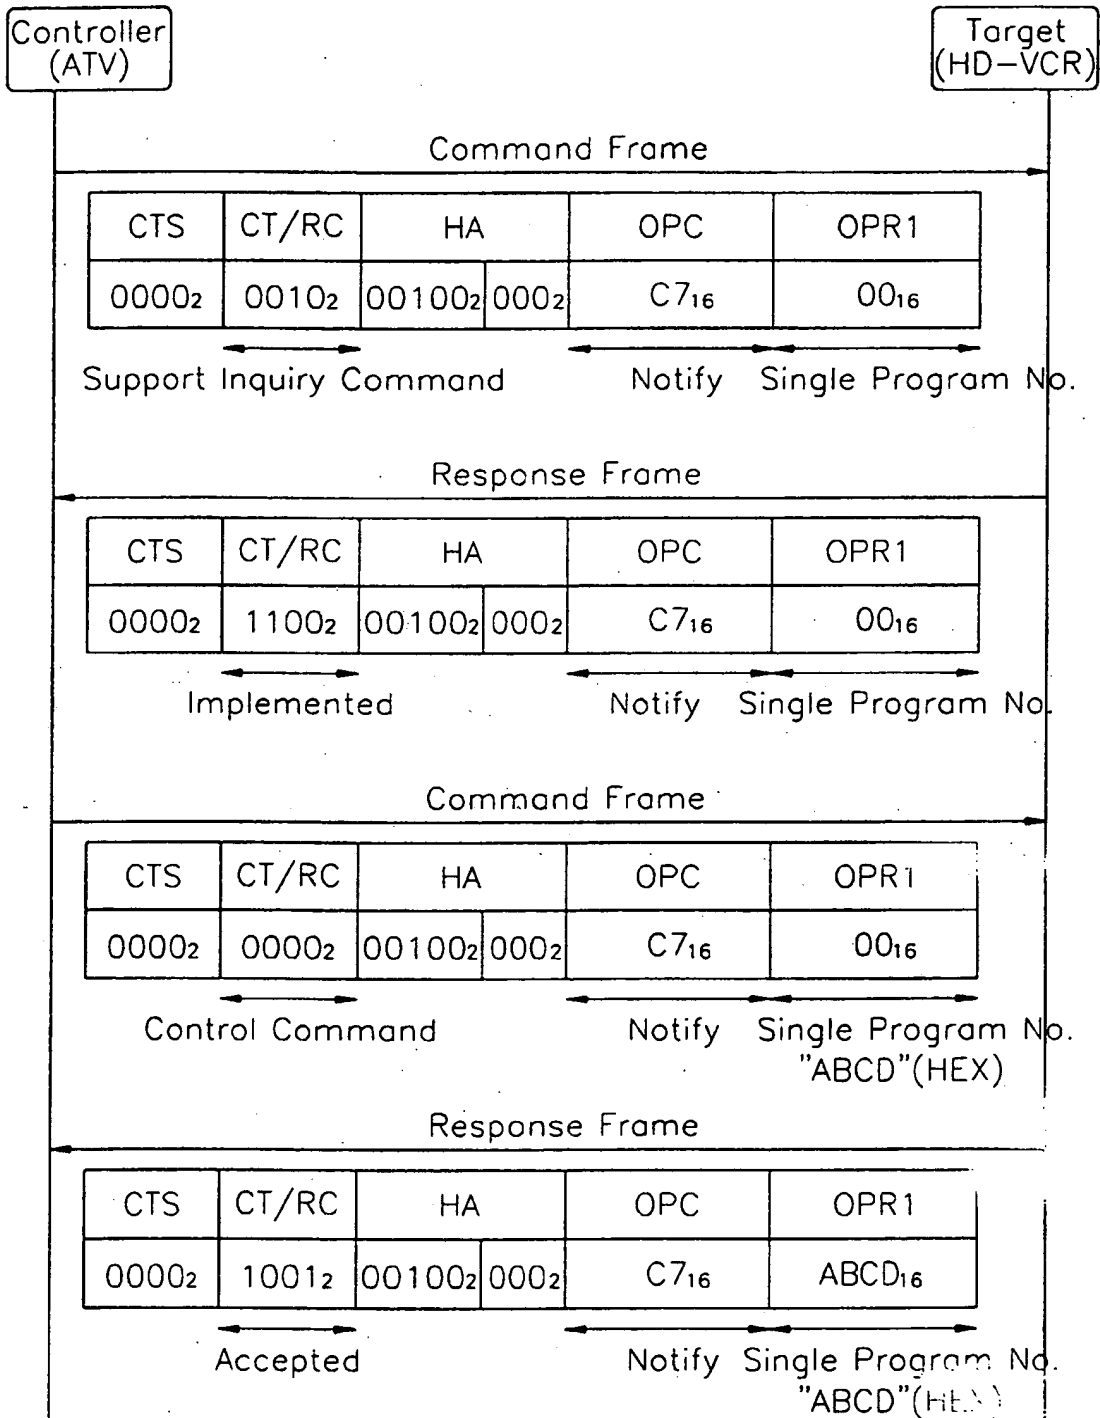 Controller
(ATV)
Target
(HD-VCR)
Command Frame
CTS CT/RC HA OPC OPR1
0000₂ 0010₂ 00100₂ 000₂ C7₁₆ 00₁₆
Support Inquiry Command Notify Single Program No.
Response Frame
CTS CT/RC HA OPC OPR1
0000₂ 1100₂ 00100₂ 000₂ C7₁₆ 00₁₆
Implemented Notify Single Program No.
Command Frame
CTS CT/RC HA OPC OPR1
0000₂ 0000₂ 00100₂ 000₂ C7₁₆ 00₁₆
Control Command Notify Single Program No.
"ABCD"(HEX)
Response Frame
CTS CT/RC HA OPC OPR1
0000₂ 1001₂ 00100₂ 000₂ C7₁₆ ABCD₁₆
Accepted Notify Single Program No.
"ABCD"(HEX)